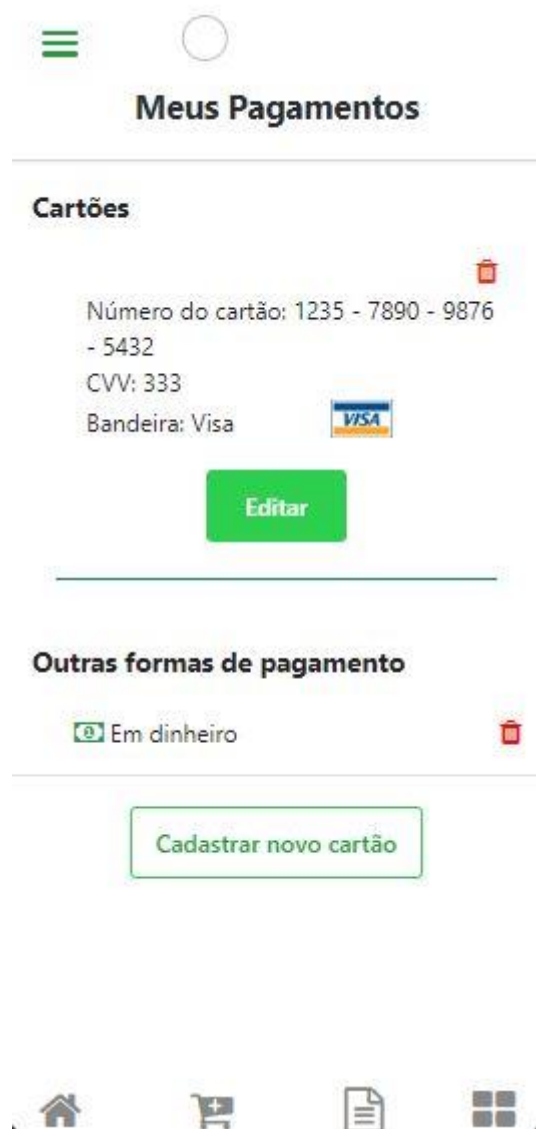 Meus Pagamentos
Cartões
Número do cartão: 1235 - 7890 - 9876
- 5432
CVV: 333
Bandeira: Visa VISA
Editar
Outras formas de pagamento
Em dinheiro
Cadastrar novo cartão